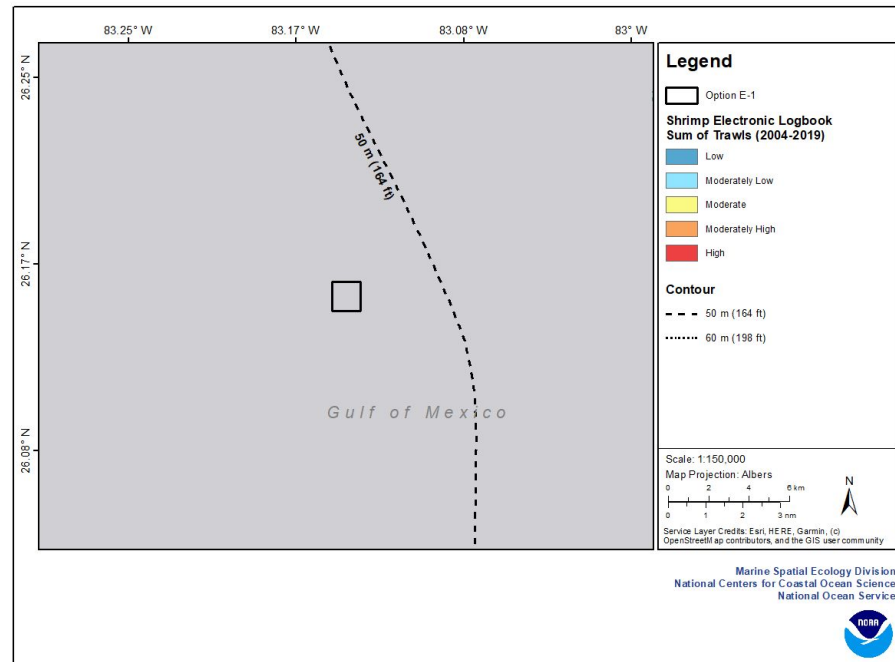 83.25° W
83.17° W
83.08° W
83° W
26.25° N
26.17° N
26.08° N
50 m (164 ft)
Gulf of Mexico
Legend
Option E-1
Shrimp Electronic Logbook
Sum of Trawls (2004-2019)
Low
Moderately Low
Moderate
Moderately High
High
Contour
50 m (164 ft)
60 m (198 ft)
Scale: 1:150,000
Map Projection: Albers
0 2 4 6 km
0 1 2 3 nm
N
Service Layer Credits: Esri, HERE, Garmin, (c)
OpenStreetMap contributors, and the GIS user community
Marine Spatial Ecology Division
National Centers for Coastal Ocean Science
National Ocean Service
NOAA